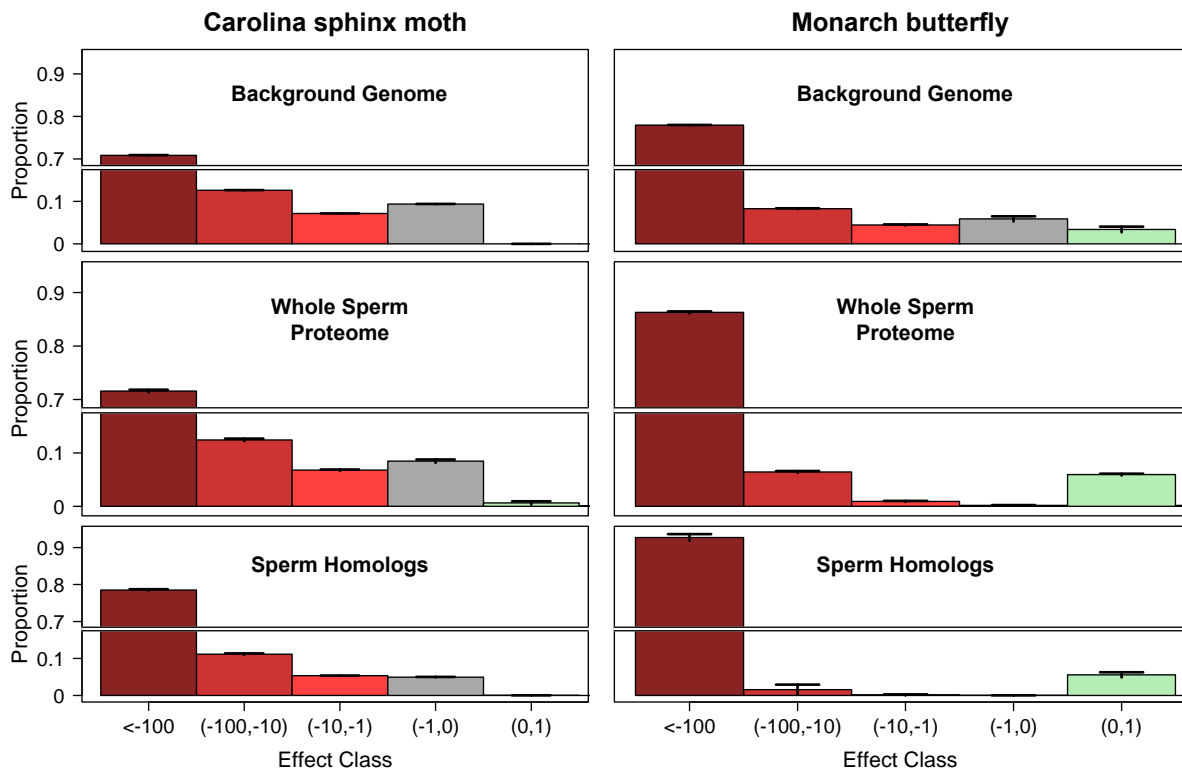 Carolina sphinx moth
Monarch butterfly
Background Genome
Background Genome
Proportion
0.9
0.8
0.7
0.1
0
Whole Sperm
Proteome
Whole Sperm
Proteome
Proportion
0.9
0.8
0.7
0.1
0
Sperm Homologs
Sperm Homologs
Proportion
0.9
0.8
0.7
0.1
0
<-100 (-100,-10) (-10,-1) (-1,0) (0,1)
<-100 (-100,-10) (-10,-1) (-1,0) (0,1)
Effect Class
Effect Class